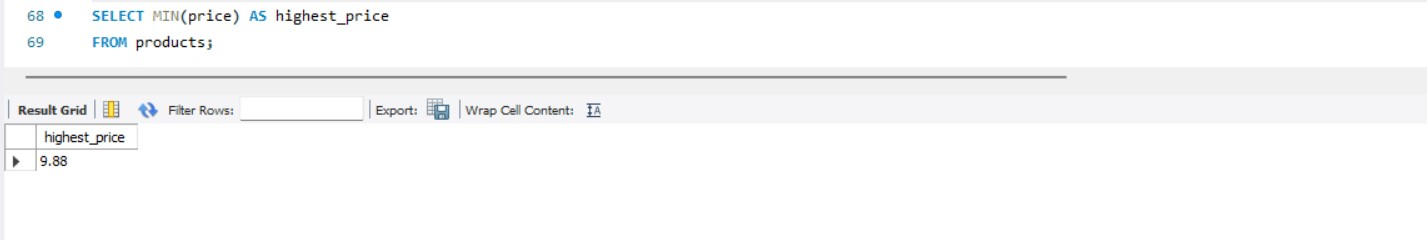 68 SELECT MIN(price) AS highest_price
69 FROM products;
Result Grid Filter Rows: Export: Wrap Cell Content: IA
highest_price
9.88